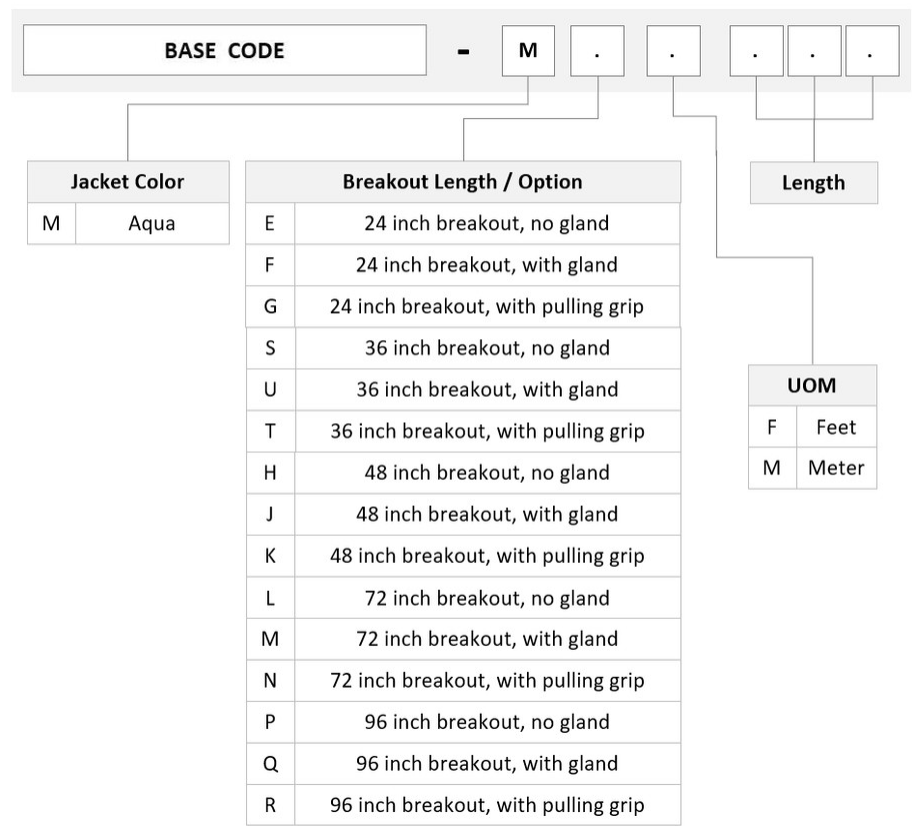 BASE CODE - M . . . . .
Jacket Color
M Aqua
Breakout Length / Option
E 24 inch breakout, no gland
F 24 inch breakout, with gland
G 24 inch breakout, with pulling grip
S 36 inch breakout, no gland
U 36 inch breakout, with gland
T 36 inch breakout, with pulling grip
H 48 inch breakout, no gland
J 48 inch breakout, with gland
K 48 inch breakout, with pulling grip
L 72 inch breakout, no gland
M 72 inch breakout, with gland
N 72 inch breakout, with pulling grip
P 96 inch breakout, no gland
Q 96 inch breakout, with gland
R 96 inch breakout, with pulling grip
Length
UOM
F Feet
M Meter